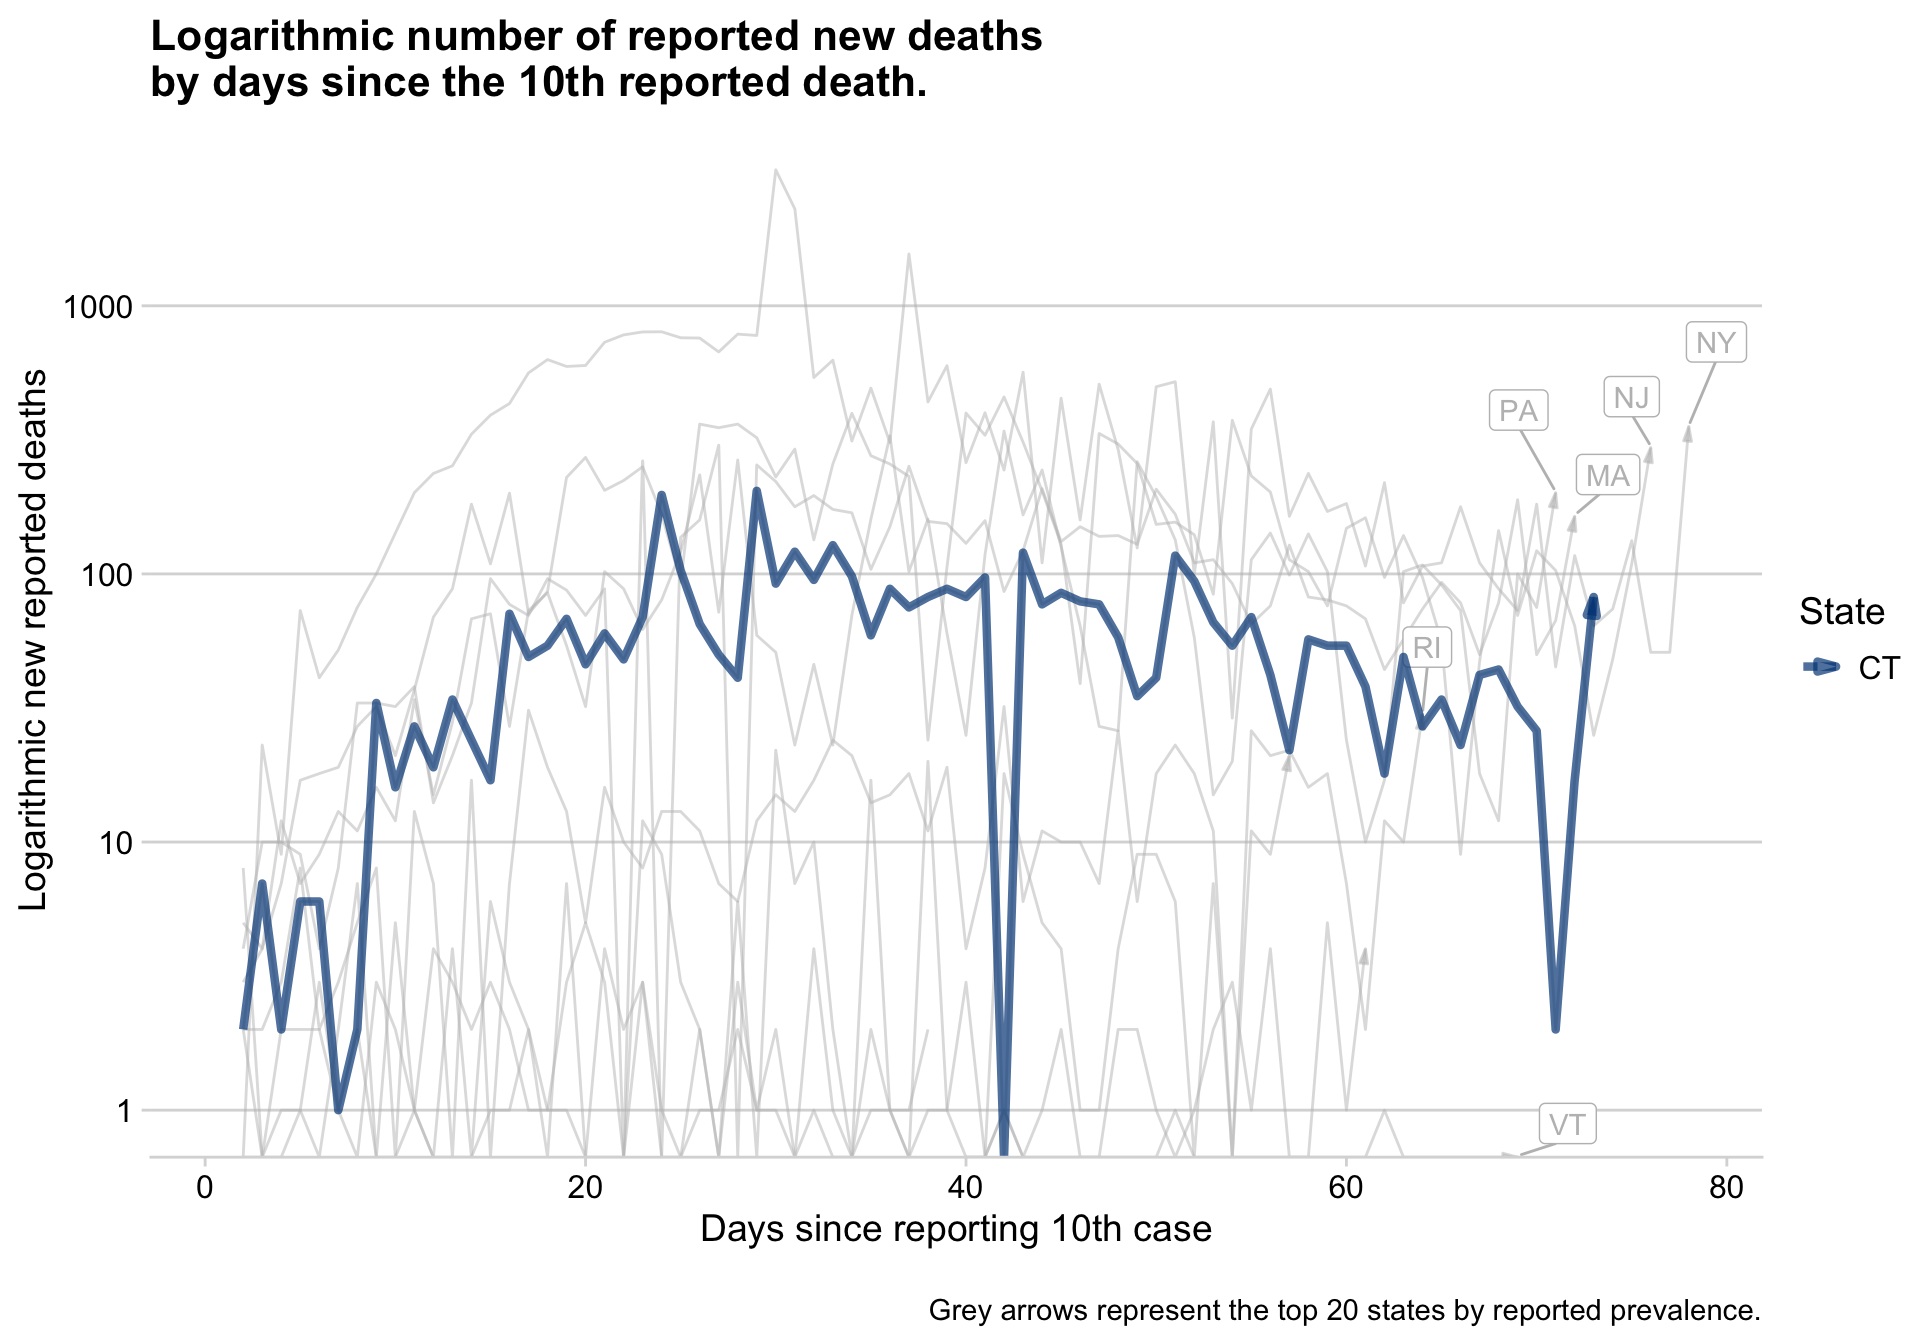 Logarithmic number of reported new deaths
by days since the 10th reported death.
Logarithmic new reported deaths
1000
100
10
1
NY
NJ
PA
MA
RI
VT
State
CT
0 20 40 60 80
Days since reporting 10th case
Grey arrows represent the top 20 states by reported prevalence.